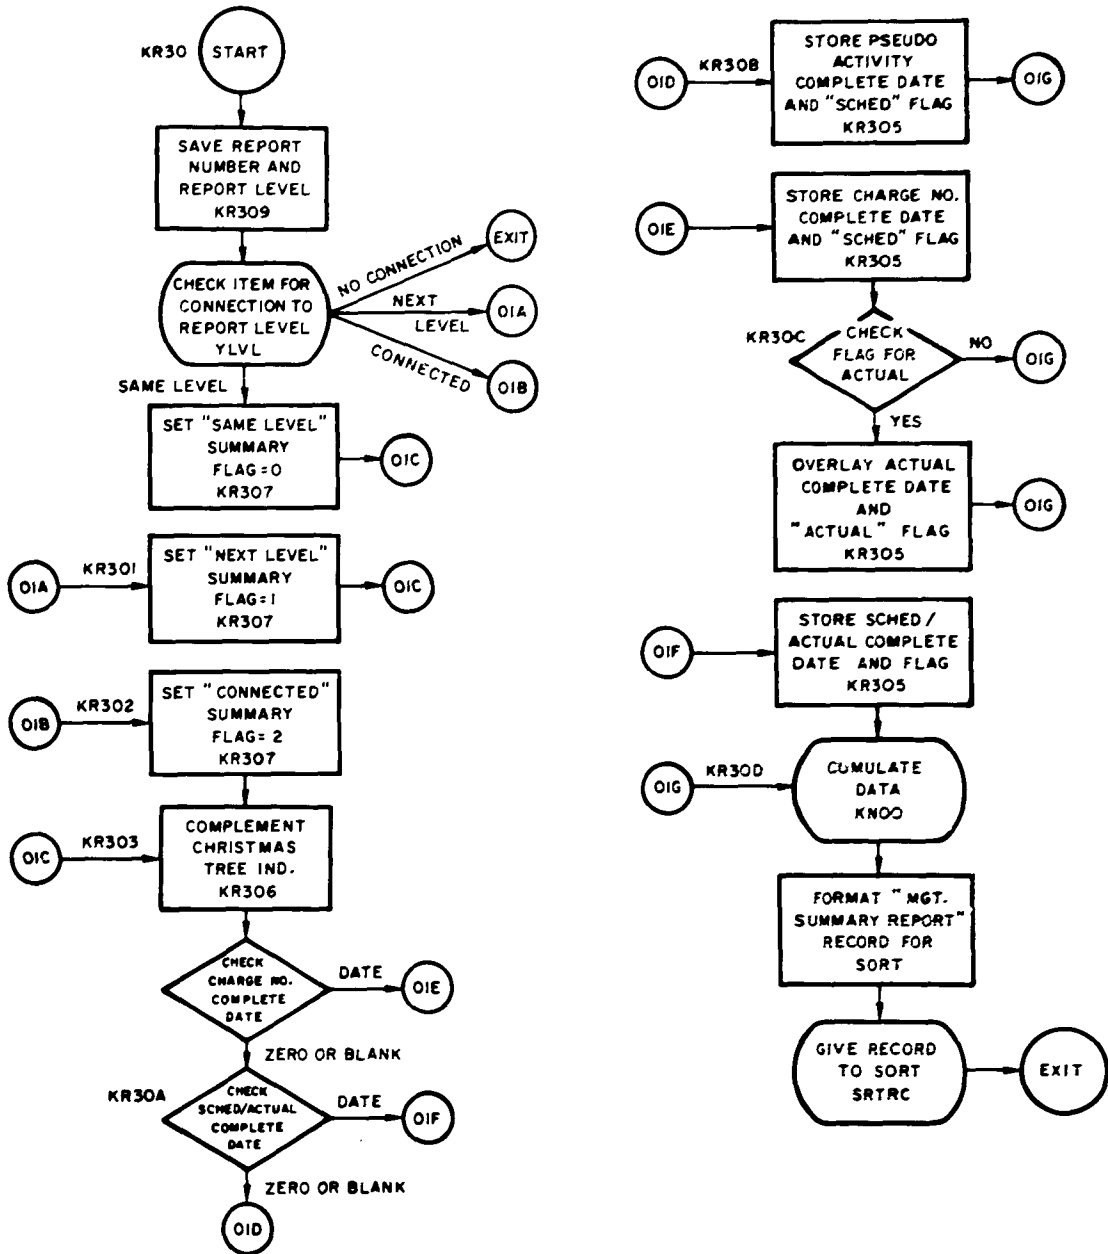 KR30
START
SAVE REPORT
NUMBER AND
REPORT LEVEL
KR309
CHECK ITEM FOR
CONNECTION TO
REPORT LEVEL
YLVL
NO CONNECTION
EXIT
NEXT
LEVEL
01A
CONNECTED
01B
SAME LEVEL
SET "SAME LEVEL"
SUMMARY
FLAG=0
KR307
01C
01A
KR301
SET "NEXT LEVEL"
SUMMARY
FLAG=1
KR307
01C
01B
KR302
SET "CONNECTED"
SUMMARY
FLAG=2
KR307
01C
KR303
COMPLEMENT
CHRISTMAS
TREE IND.
KR306
CHECK
CHARGE NO.
COMPLETE
DATE
DATE
01E
ZERO OR BLANK
KR30A
CHECK
SCHED/ACTUAL
COMPLETE
DATE
DATE
01F
ZERO OR BLANK
01D
01D
KR30B
STORE PSEUDO
ACTIVITY
COMPLETE DATE
AND "SCHED" FLAG
KR305
01G
01E
STORE CHARGE NO.
COMPLETE DATE
AND "SCHED" FLAG
KR305
KR30C
CHECK
FLAG FOR
ACTUAL
NO
01G
YES
OVERLAY ACTUAL
COMPLETE DATE
AND
"ACTUAL" FLAG
KR305
01G
01F
STORE SCHED/
ACTUAL COMPLETE
DATE AND FLAG
KR305
01G
KR30D
CUMULATE
DATA
KN00
FORMAT "MGT.
SUMMARY REPORT"
RECORD FOR
SORT
GIVE RECORD
TO SORT
SRTRC
EXIT